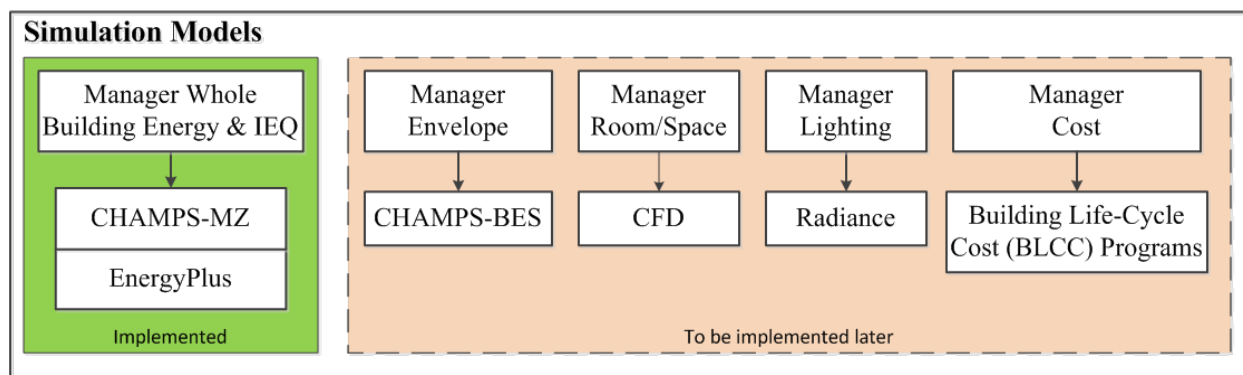 Simulation Models
Manager Whole
Building Energy & IEQ
CHAMPS-MZ
EnergyPlus
Implemented
Manager
Envelope
CHAMPS-BES
Manager
Room/Space
CFD
Manager
Lighting
Radiance
Manager
Cost
Building Life-Cycle
Cost (BLCC) Programs
To be implemented later